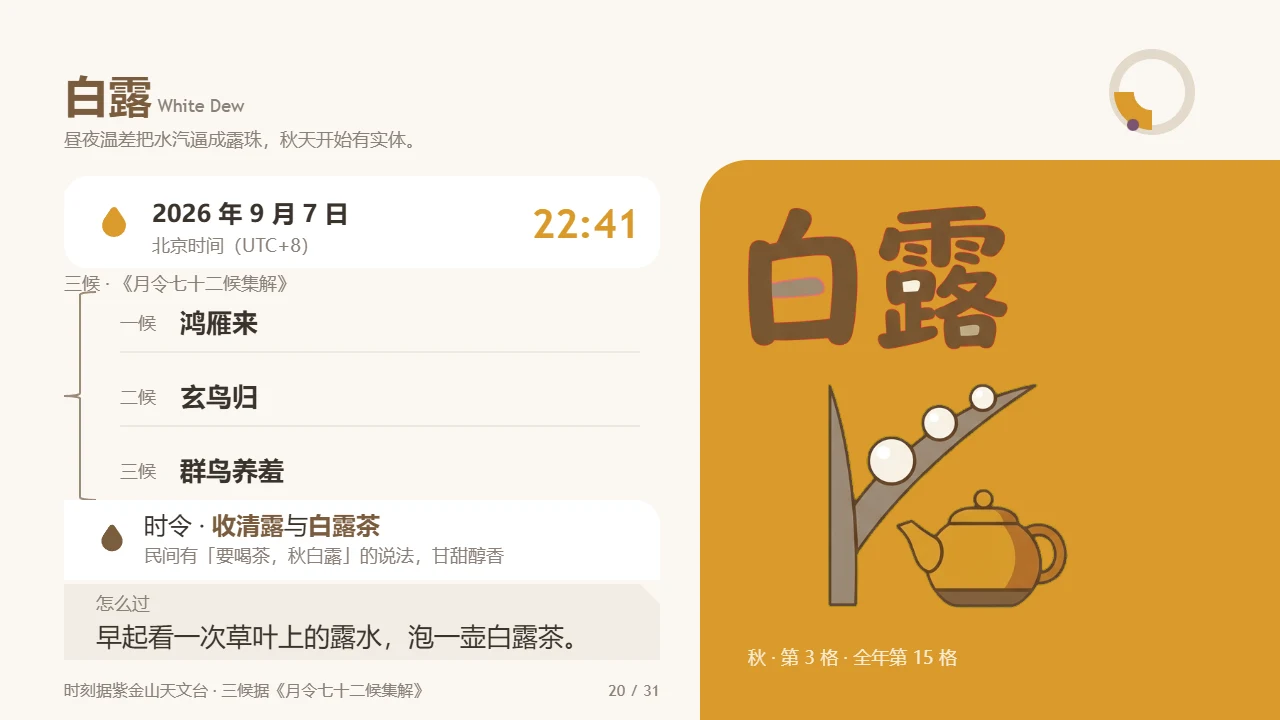 白露 White Dew
昼夜温差把水汽逼成露珠，秋天开始有实体。
2026 年 9 月 7 日
北京时间（UTC+8）
22:41
三候 · 《月令七十二候集解》
一候 鸿雁来
二候 玄鸟归
三候 群鸟养羞
时令 · 收清露与白露茶
民间有「要喝茶，秋白露」的说法，甘甜醇香
怎么过
早起看一次草叶上的露水，泡一壶白露茶。
时刻据紫金山天文台 · 三候据《月令七十二候集解》
20 / 31
白露
秋 · 第 3 格 · 全年第 15 格